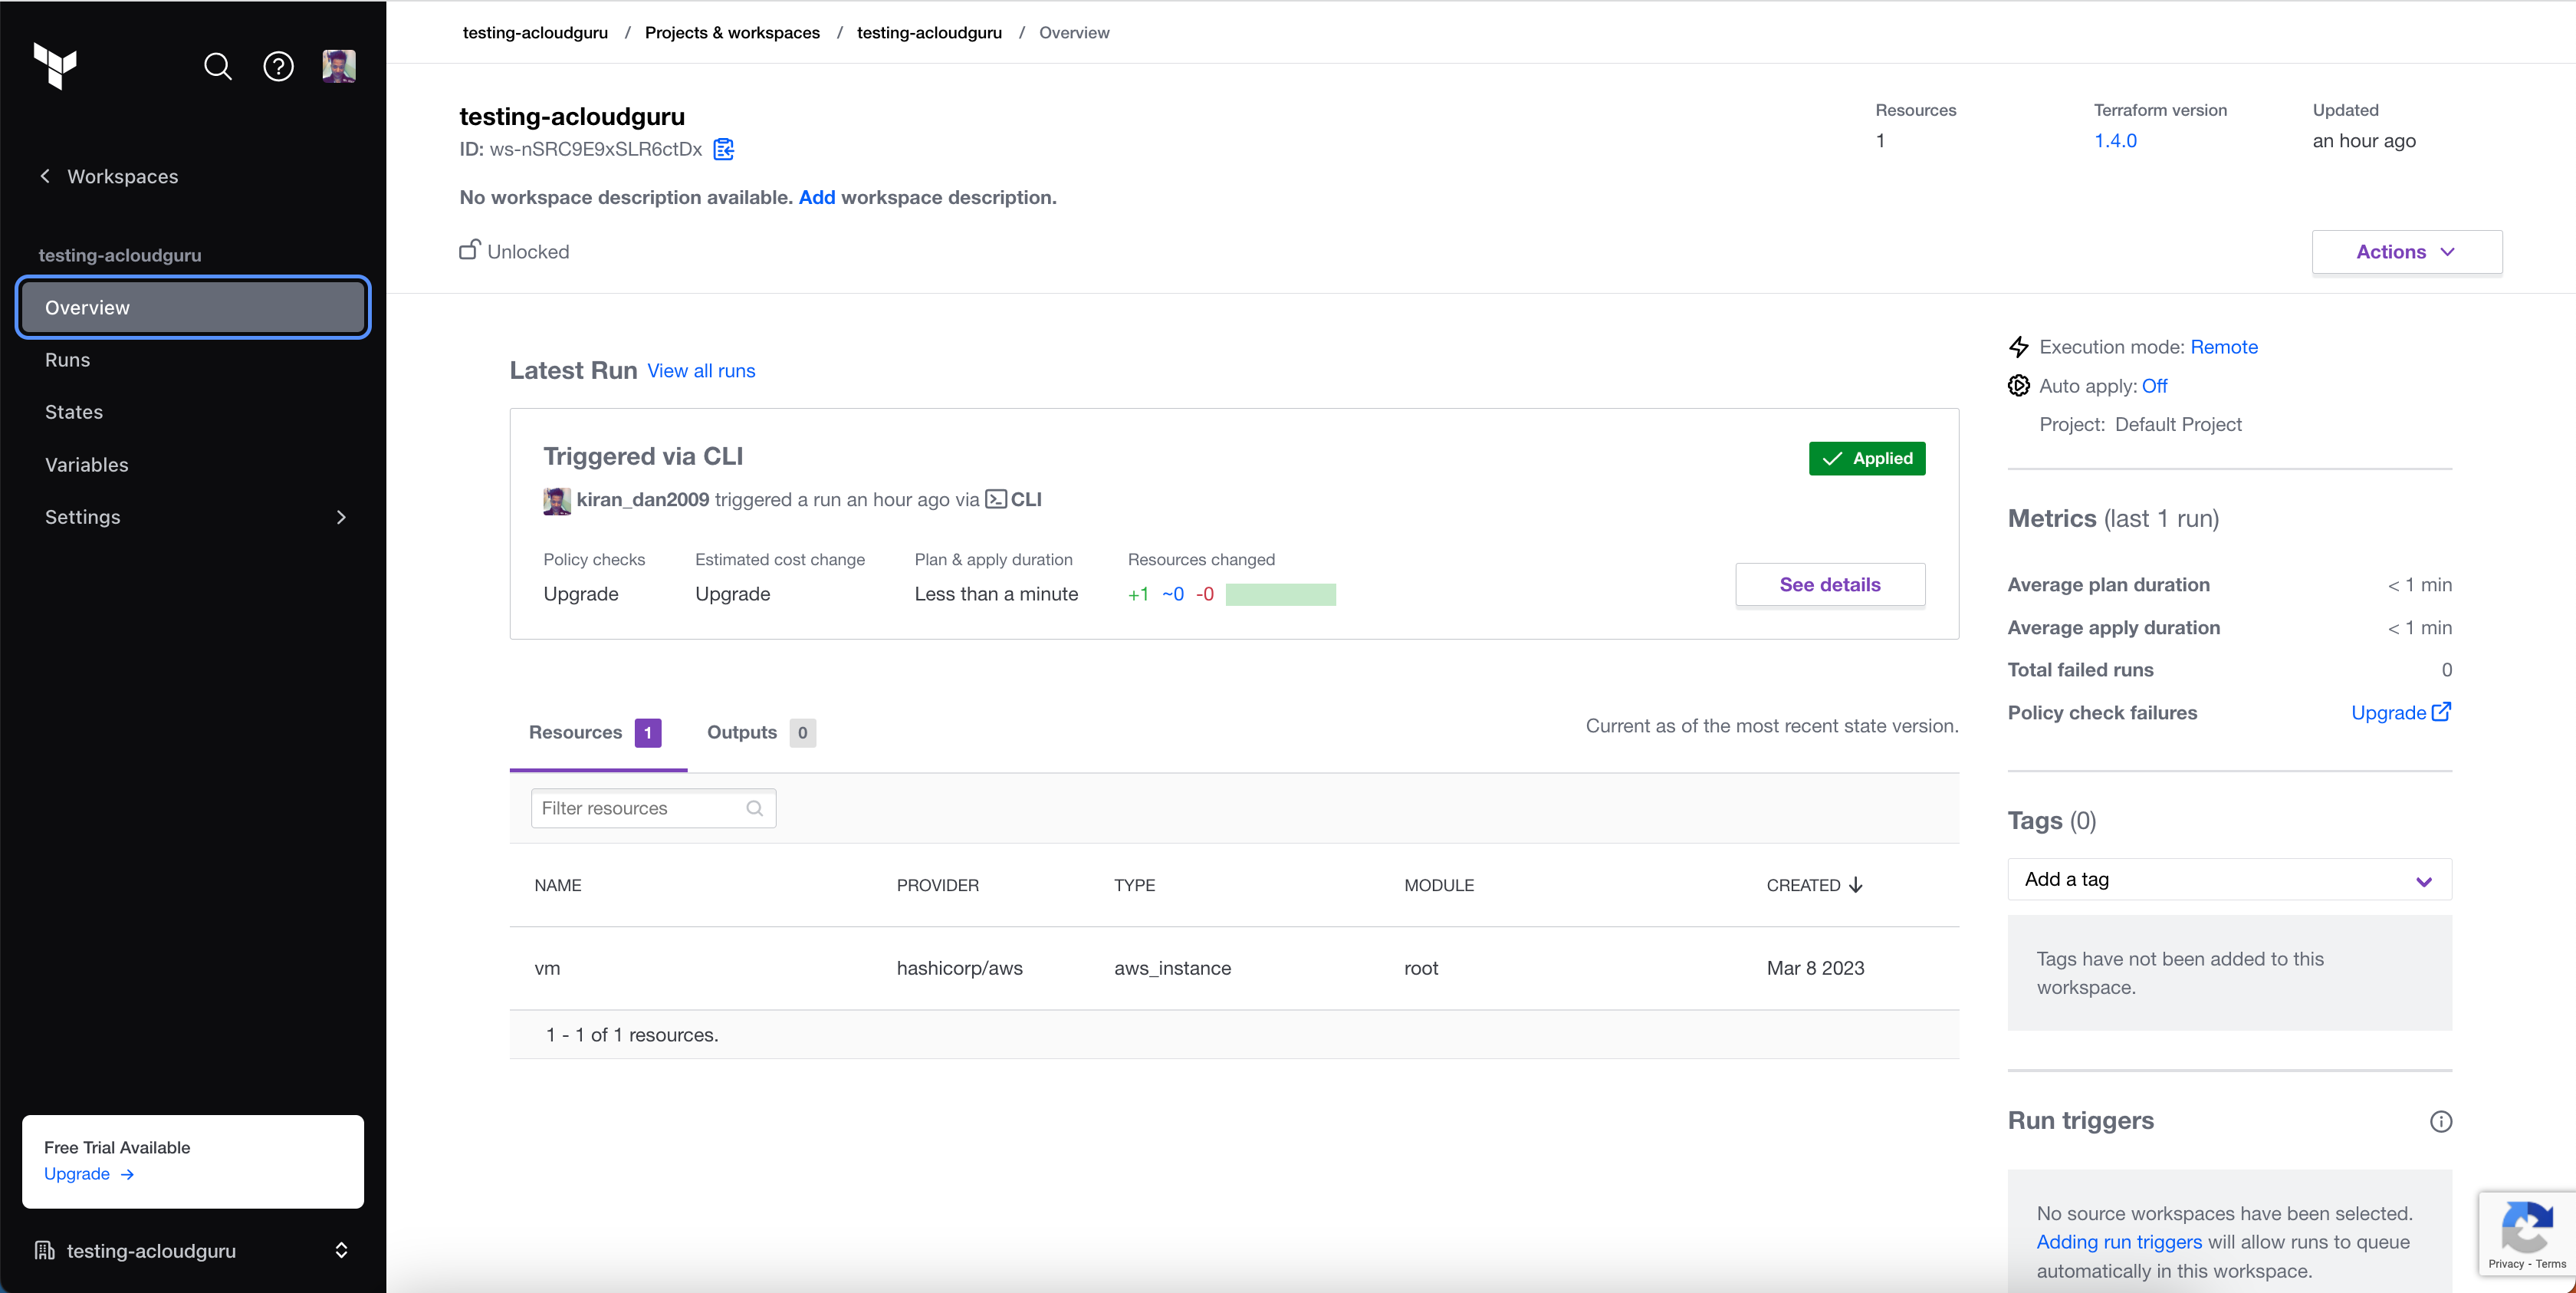 testing-acloudguru / Projects & workspaces / testing-acloudguru / Overview
Workspaces
testing-acloudguru
Overview
Runs
States
Variables
Settings
Free Trial Available
Upgrade →
testing-acloudguru
testing-acloudguru
ID: ws-nSRC9E9xSLR6ctDx
No workspace description available. Add workspace description.
Unlocked
Resources
1
Terraform version
1.4.0
Updated
an hour ago
Actions
Latest Run View all runs
Triggered via CLI
Applied
kiran_dan2009 triggered a run an hour ago via CLI
Policy checks
Upgrade
Estimated cost change
Upgrade
Plan & apply duration
Less than a minute
Resources changed
+1 ~0 -0
See details
Resources 1
Outputs 0
Current as of the most recent state version.
Filter resources
NAME PROVIDER TYPE MODULE CREATED ↓
vm hashicorp/aws aws_instance root Mar 8 2023
1 - 1 of 1 resources.
Execution mode: Remote
Auto apply: Off
Project: Default Project
Metrics (last 1 run)
Average plan duration < 1 min
Average apply duration < 1 min
Total failed runs 0
Policy check failures Upgrade
Tags (0)
Add a tag
Tags have not been added to this
workspace.
Run triggers
No source workspaces have been selected.
Adding run triggers will allow runs to queue
automatically in this workspace.
Privacy - Terms